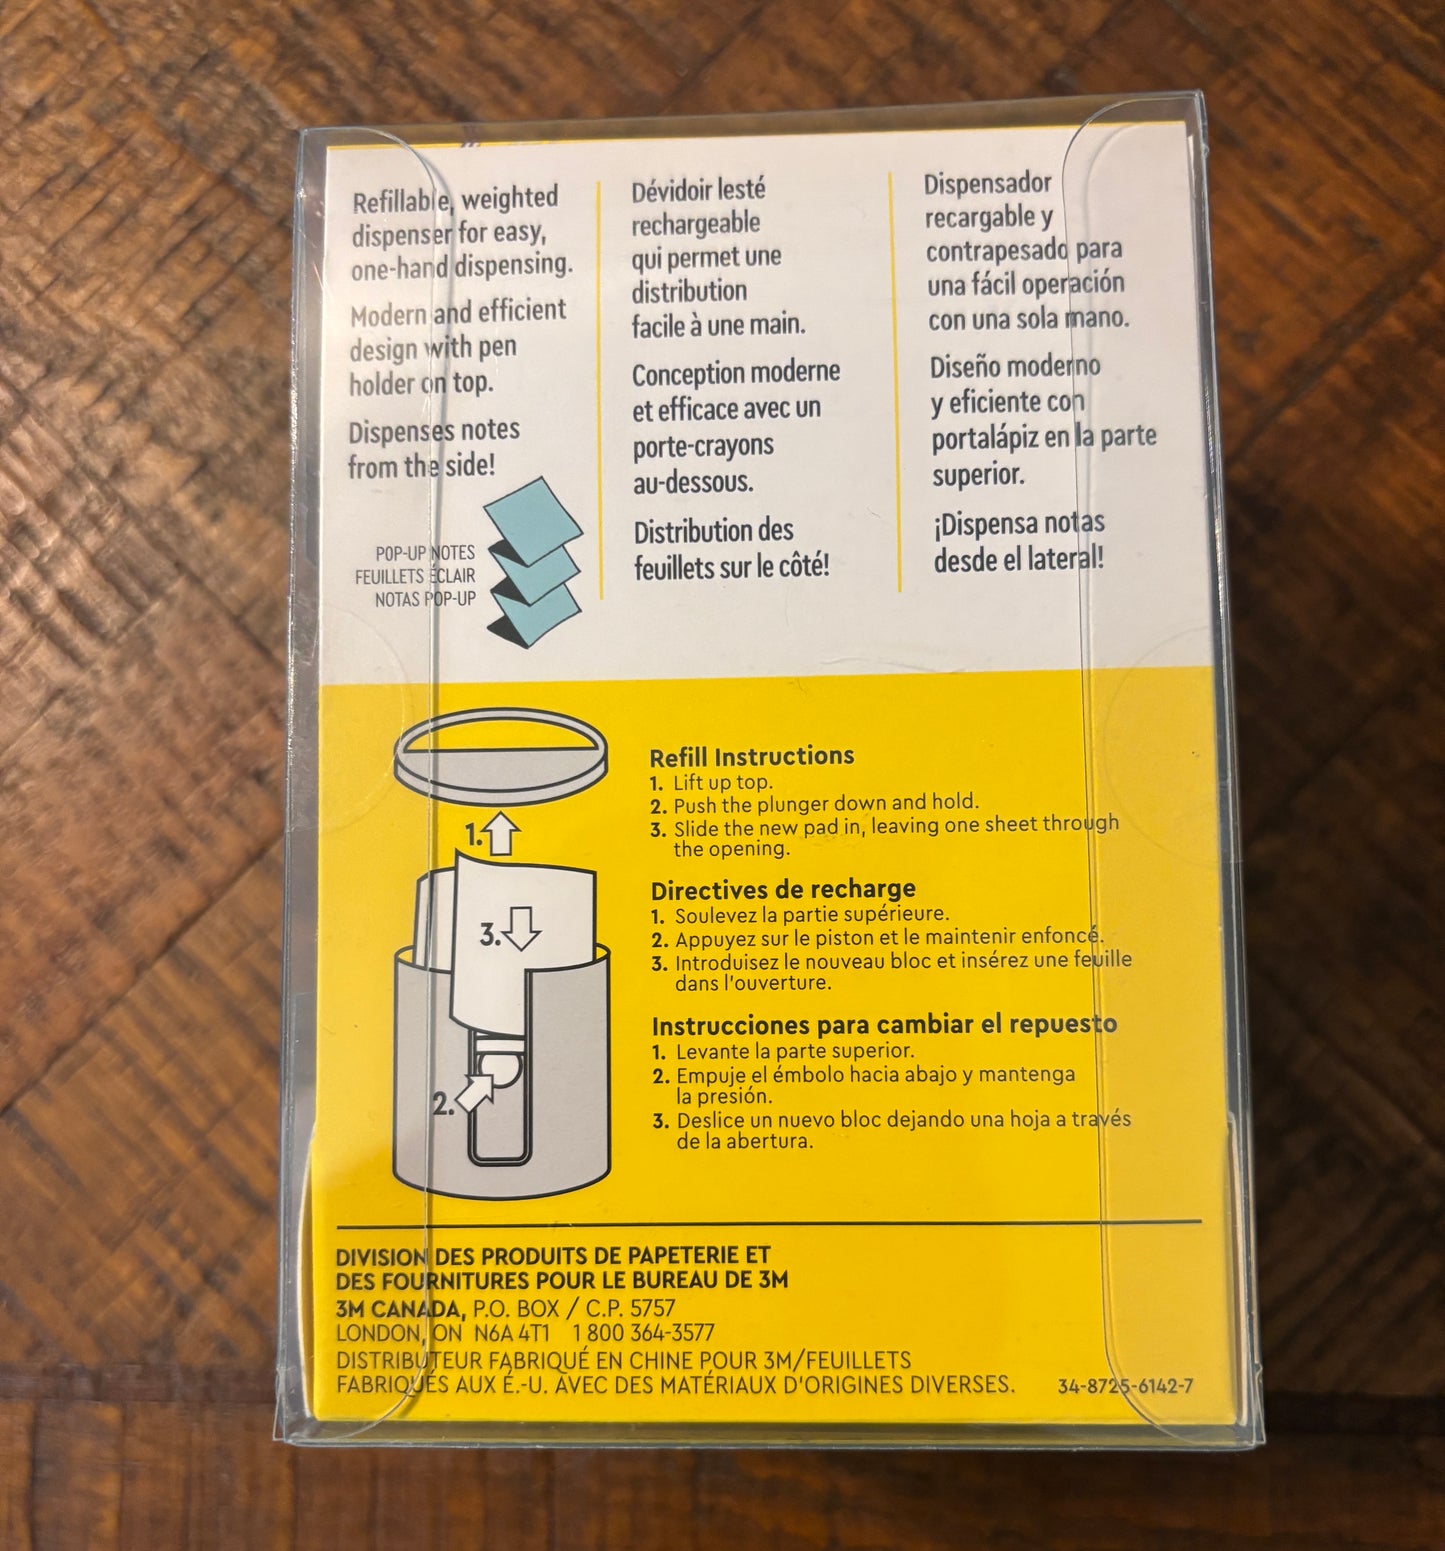 Refillable, weighted
dispenser for easy,
one-hand dispensing.
Modern and efficient
design with pen
holder on top.
Dispenses notes
from the side!
POP-UP NOTES
FEUILLETS ÉCLAIR
NOTAS POP-UP
Dévidoir lesté
rechargeable
qui permet une
distribution
facile à une main.
Conception moderne
et efficace avec un
porte-crayons
au-dessous.
Distribution des
feuillets sur le côté!
Dispensador
recargable y
contrapesado para
una fácil operación
con una sola mano.
Diseño moderno
y eficiente con
portalápiz en la parte
superior.
¡Dispensa notas
desde el lateral!
1.
3.
2.
Refill Instructions
1. Lift up top.
2. Push the plunger down and hold.
3. Slide the new pad in, leaving one sheet through
the opening.
Directives de recharge
1. Soulevez la partie supérieure.
2. Appuyez sur le piston et le maintenir enfoncé.
3. Introduisez le nouveau bloc et insérez une feuille
dans l'ouverture.
Instrucciones para cambiar el repuesto
1. Levante la parte superior.
2. Empuje el émbolo hacia abajo y mantenga
la presión.
3. Deslice un nuevo bloc dejando una hoja a través
de la abertura.
DIVISION DES PRODUITS DE PAPETERIE ET
DES FOURNITURES POUR LE BUREAU DE 3M
3M CANADA, P.O. BOX / C.P. 5757
LONDON, ON N6A 4T1 1 800 364-3577
DISTRIBUTEUR FABRIQUÉ EN CHINE POUR 3M/FEUILLETS
FABRIQUÉS AUX É.-U. AVEC DES MATÉRIAUX D'ORIGINES DIVERSES. 34-8725-6142-7